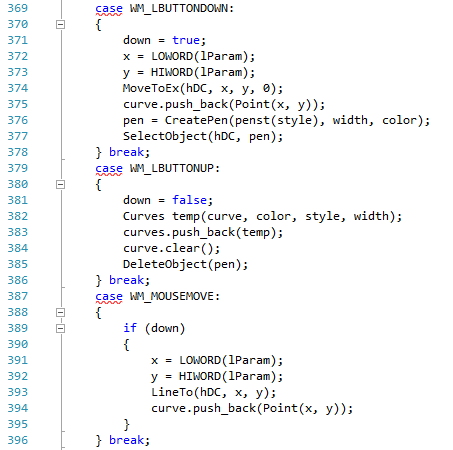 369 case WM_LBUTTONDOWN:
370 {
371 down = true;
372 x = LOWORD(lParam);
373 y = HIWORD(lParam);
374 MoveToEx(hDC, x, y, 0);
375 curve.push_back(Point(x, y));
376 pen = CreatePen(penst(style), width, color);
377 SelectObject(hDC, pen);
378 } break;
379 case WM_LBUTTONUP:
380 {
381 down = false;
382 Curves temp(curve, color, style, width);
383 curves.push_back(temp);
384 curve.clear();
385 DeleteObject(pen);
386 } break;
387 case WM_MOUSEMOVE:
388 {
389 if (down)
390 {
391 x = LOWORD(lParam);
392 y = HIWORD(lParam);
393 LineTo(hDC, x, y);
394 curve.push_back(Point(x, y));
395 }
396 } break;